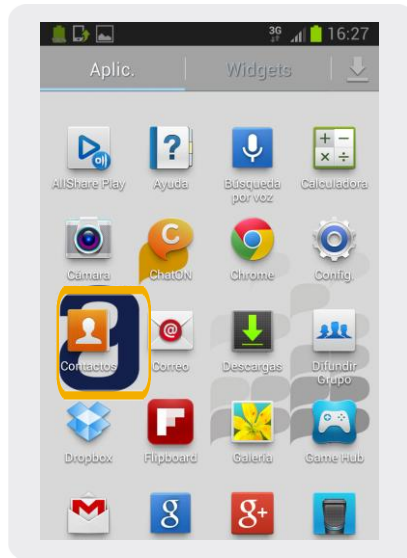 3G 16:27
Aplic. Widgets
AllShare Play Ayuda Búsqueda por voz Calculadora
Cámara ChatON Chrome Config.
Contactos Correo Descargas Difundir Grupo
Dropbox Flipboard Galería Game Hub